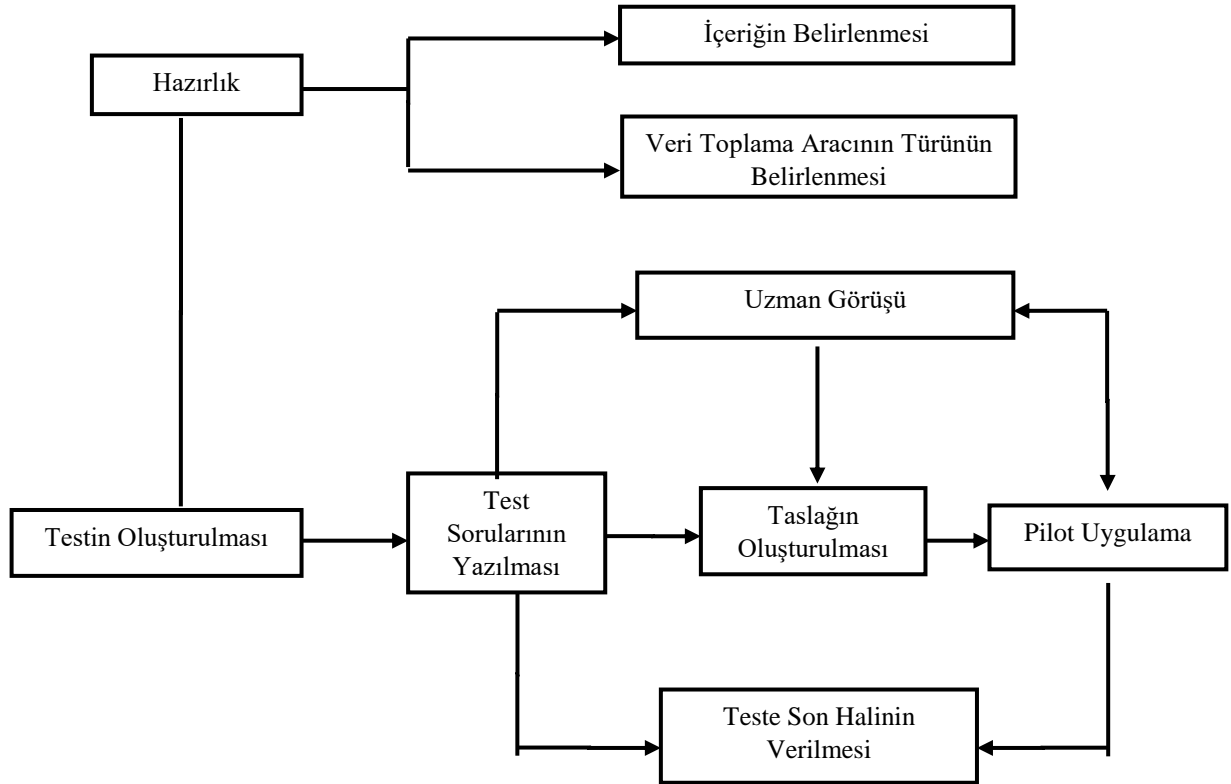 İçeriğin Belirlenmesi
Hazırlık
Veri Toplama Aracının Türünün
Belirlenmesi
Uzman Görüşü
Testin Oluşturulması
Test
Sorularının
Yazılması
Taslağın
Oluşturulması
Pilot Uygulama
Teste Son Halinin
Verilmesi